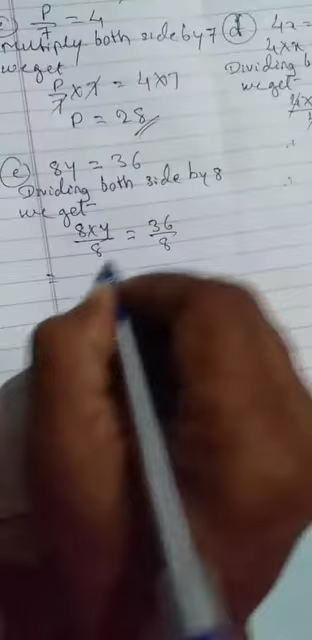 P/7 = 4
Multiply both side by 7
we get
P/7 × 7 = 4×7
P = 28
(d) 4x =
4×x
Dividing b
we get-
(e) 8y = 36
Dividing both side by 8
we get-
8×y/8 = 36/8
=